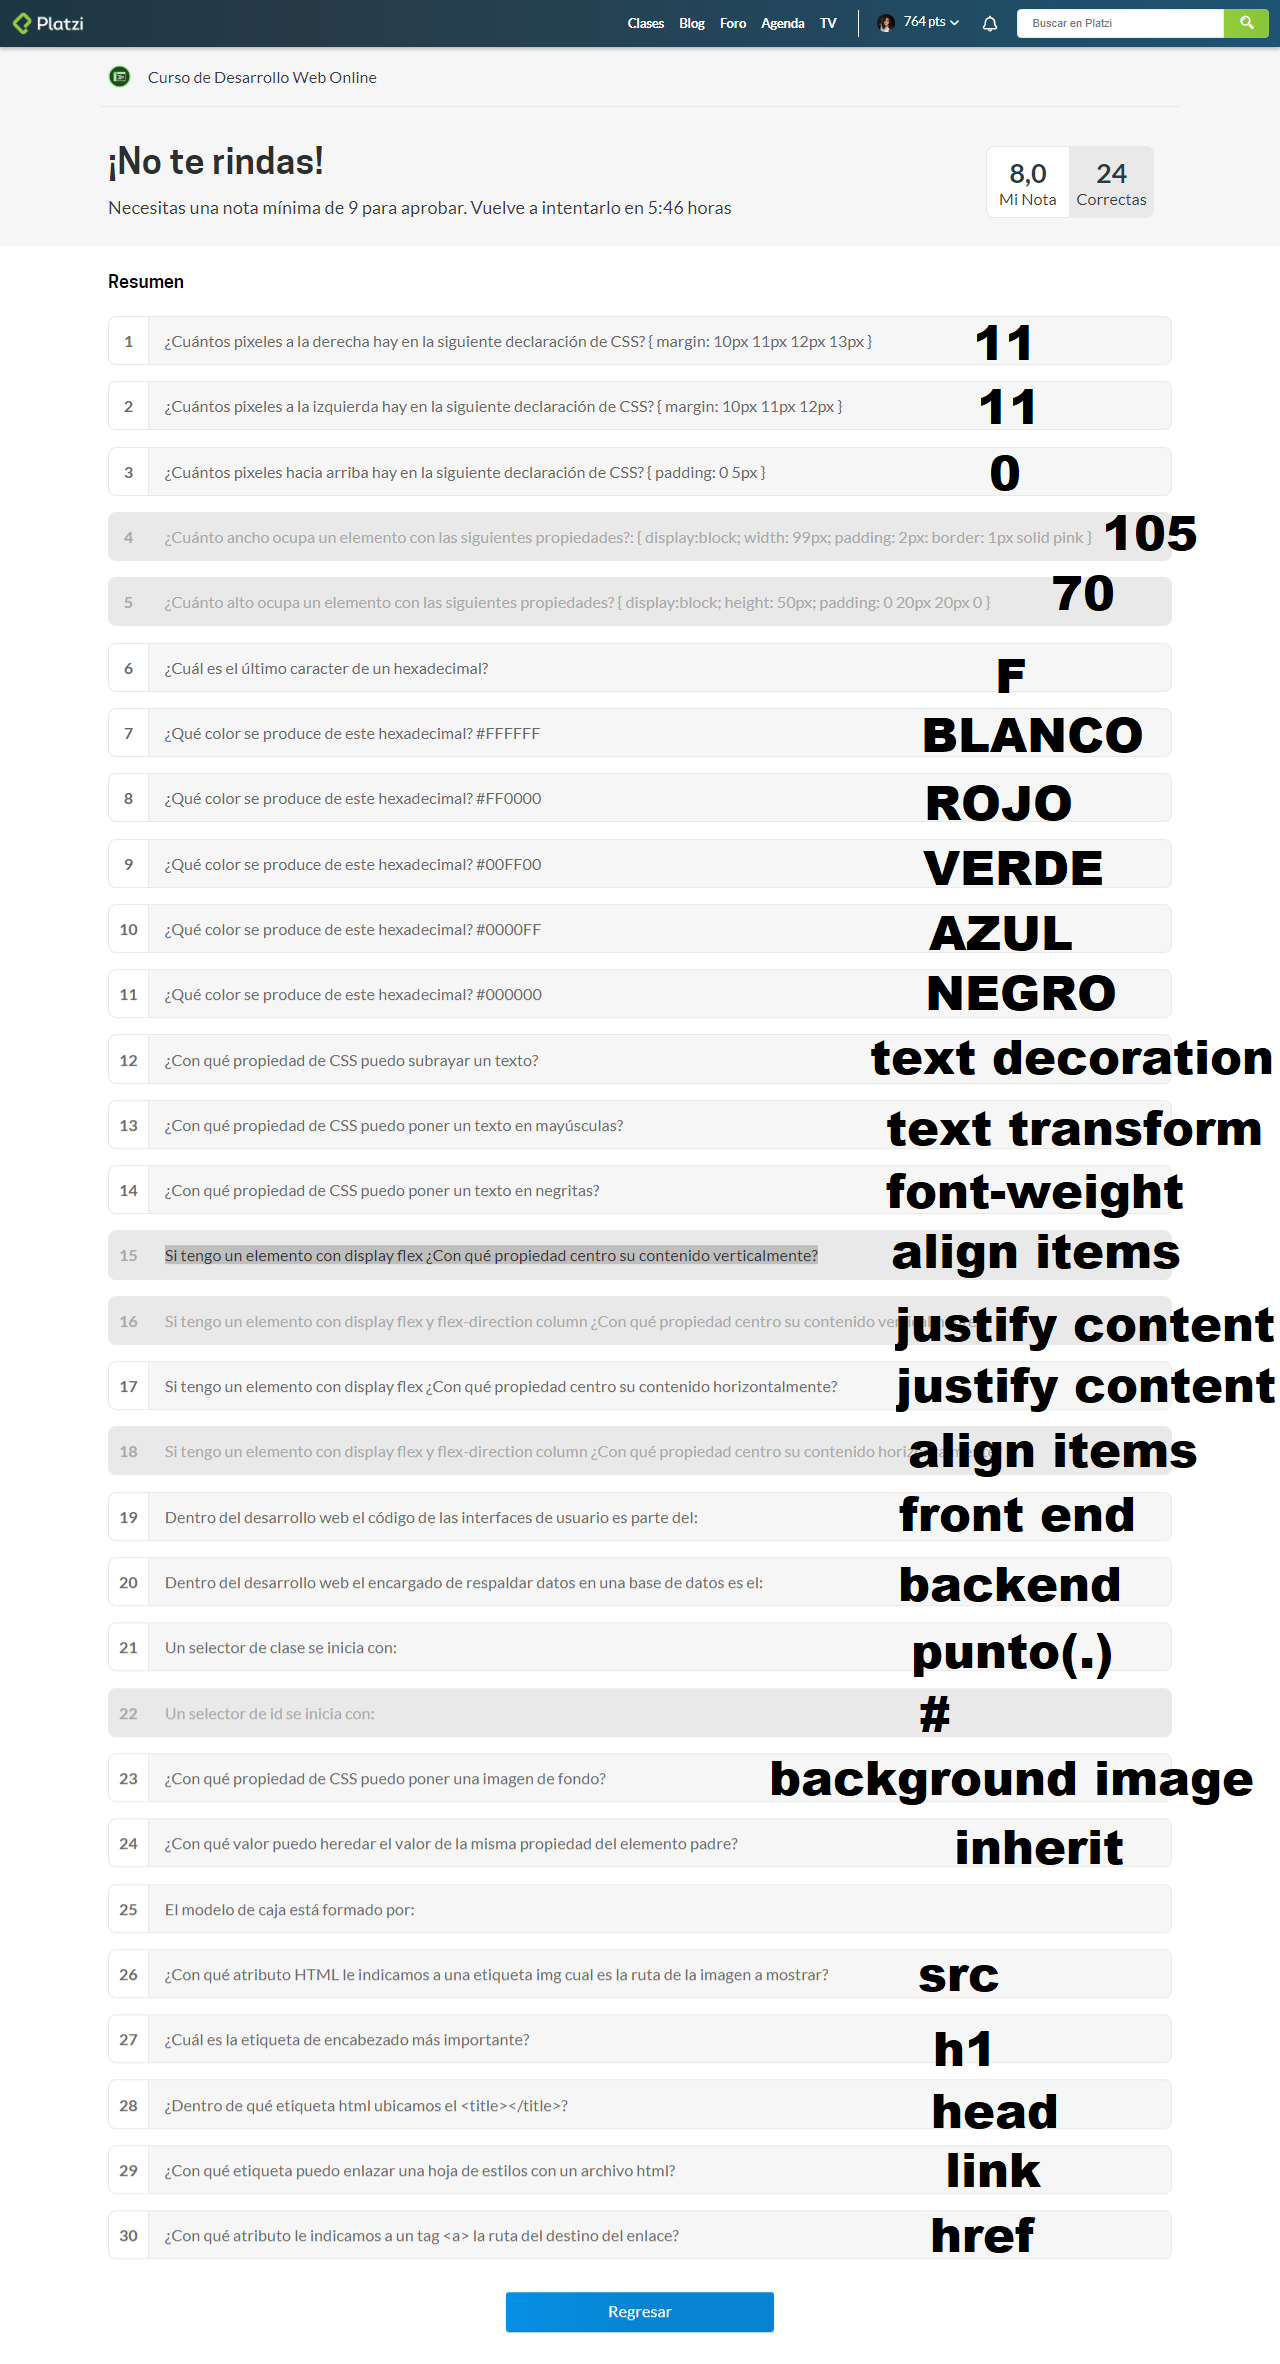 Platzi
Clases Blog Foro Agenda TV 764 pts Buscar en Platzi
Curso de Desarrollo Web Online
¡No te rindas!
Necesitas una nota mínima de 9 para aprobar. Vuelve a intentarlo en 5:46 horas
8,0 24
Mi Nota Correctas
Resumen
1 ¿Cuántos pixeles a la derecha hay en la siguiente declaración de CSS? { margin: 10px 11px 12px 13px } 11
2 ¿Cuántos pixeles a la izquierda hay en la siguiente declaración de CSS? { margin: 10px 11px 12px } 11
3 ¿Cuántos pixeles hacia arriba hay en la siguiente declaración de CSS? { padding: 0 5px } 0
4 ¿Cuánto ancho ocupa un elemento con las siguientes propiedades?: { display:block; width: 99px; padding: 2px: border: 1px solid pink } 105
5 ¿Cuánto alto ocupa un elemento con las siguientes propiedades? { display:block; height: 50px; padding: 0 20px 20px 0 } 70
6 ¿Cuál es el último caracter de un hexadecimal? F
7 ¿Qué color se produce de este hexadecimal? #FFFFFF BLANCO
8 ¿Qué color se produce de este hexadecimal? #FF0000 ROJO
9 ¿Qué color se produce de este hexadecimal? #00FF00 VERDE
10 ¿Qué color se produce de este hexadecimal? #0000FF AZUL
11 ¿Qué color se produce de este hexadecimal? #000000 NEGRO
12 ¿Con qué propiedad de CSS puedo subrayar un texto? text decoration
13 ¿Con qué propiedad de CSS puedo poner un texto en mayúsculas? text transform
14 ¿Con qué propiedad de CSS puedo poner un texto en negritas? font-weight
15 Si tengo un elemento con display flex ¿Con qué propiedad centro su contenido verticalmente? align items
16 Si tengo un elemento con display flex y flex-direction column ¿Con qué propiedad centro su contenido justify content
17 Si tengo un elemento con display flex ¿Con qué propiedad centro su contenido horizontalmente? justify content
18 Si tengo un elemento con display flex y flex-direction column ¿Con qué propiedad centro su contenido align items
19 Dentro del desarrollo web el código de las interfaces de usuario es parte del: front end
20 Dentro del desarrollo web el encargado de respaldar datos en una base de datos es el: backend
21 Un selector de clase se inicia con: punto(.)
22 Un selector de id se inicia con: #
23 ¿Con qué propiedad de CSS puedo poner una imagen de fondo? background image
24 ¿Con qué valor puedo heredar el valor de la misma propiedad del elemento padre? inherit
25 El modelo de caja está formado por:
26 ¿Con qué atributo HTML le indicamos a una etiqueta img cual es la ruta de la imagen a mostrar? src
27 ¿Cuál es la etiqueta de encabezado más importante? h1
28 ¿Dentro de qué etiqueta html ubicamos el <title></title>? head
29 ¿Con qué etiqueta puedo enlazar una hoja de estilos con un archivo html? link
30 ¿Con qué atributo le indicamos a un tag <a> la ruta del destino del enlace? href
Regresar